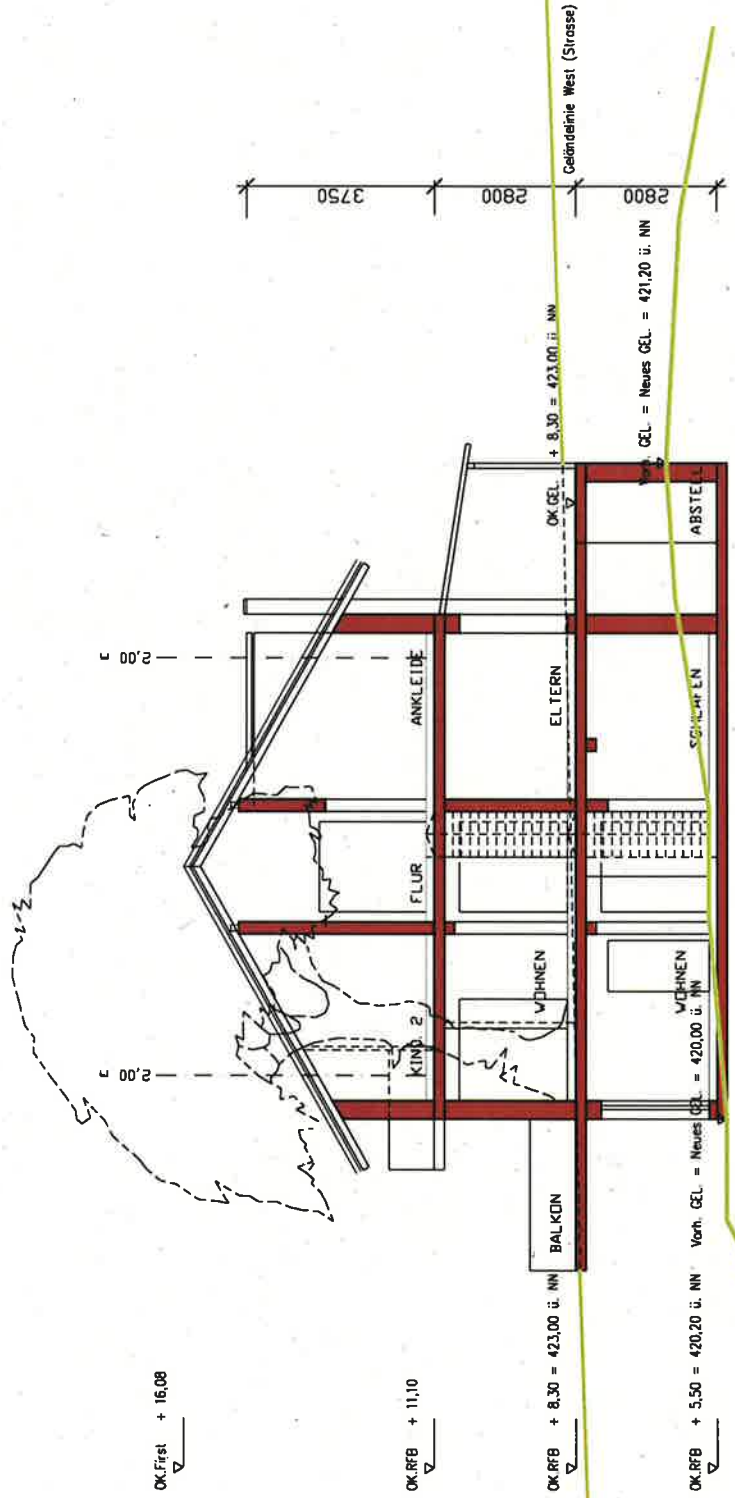 OK.First + 16,08
OK.RFB + 11,10
OK.RFB + 8,30 = 423,00 ü. NN
OK.RFB + 5,50 = 420,20 ü. NN
Vorh. GEL. = Neues GEL. = 420,00 ü. NN
2,00 E
2,00 E
KIND 2
FLUR
ANKLEIDE
BALKON
WOHNEN
ELTERN
WOHNEN
SCHLAFEN
ABSTELL
OK.GEL. + 8,30 = 423,00 ü. NN
Vorh. GEL. = Neues GEL. = 421,20 ü. NN
3750
2800
2800
Geländelinie West (Strasse)